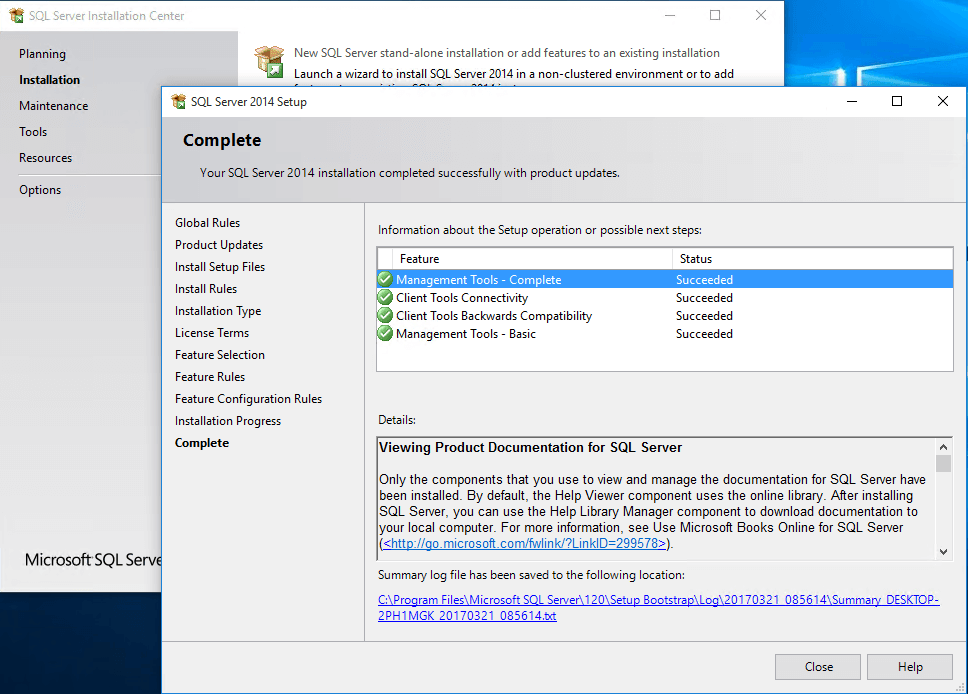 SQL Server Installation Center
Planning
Installation
Maintenance
Tools
Resources
Options
New SQL Server stand-alone installation or add features to an existing installation
Launch a wizard to install SQL Server 2014 in a non-clustered environment or to add
Microsoft SQL Serve
SQL Server 2014 Setup
Complete
Your SQL Server 2014 installation completed successfully with product updates.
Global Rules
Product Updates
Install Setup Files
Install Rules
Installation Type
License Terms
Feature Selection
Feature Rules
Feature Configuration Rules
Installation Progress
Complete
Information about the Setup operation or possible next steps:
Feature Status
Management Tools - Complete Succeeded
Client Tools Connectivity Succeeded
Client Tools Backwards Compatibility Succeeded
Management Tools - Basic Succeeded
Details:
Viewing Product Documentation for SQL Server
Only the components that you use to view and manage the documentation for SQL Server have
been installed. By default, the Help Viewer component uses the online library. After installing
SQL Server, you can use the Help Library Manager component to download documentation to
your local computer. For more information, see Use Microsoft Books Online for SQL Server
(<http://go.microsoft.com/fwlink/?LinkID=299578>).
Summary log file has been saved to the following location:
C:\Program Files\Microsoft SQL Server\120\Setup Bootstrap\Log\20170321_085614\Summary_DESKTOP-
2PH1MGK_20170321_085614.txt
Close
Help